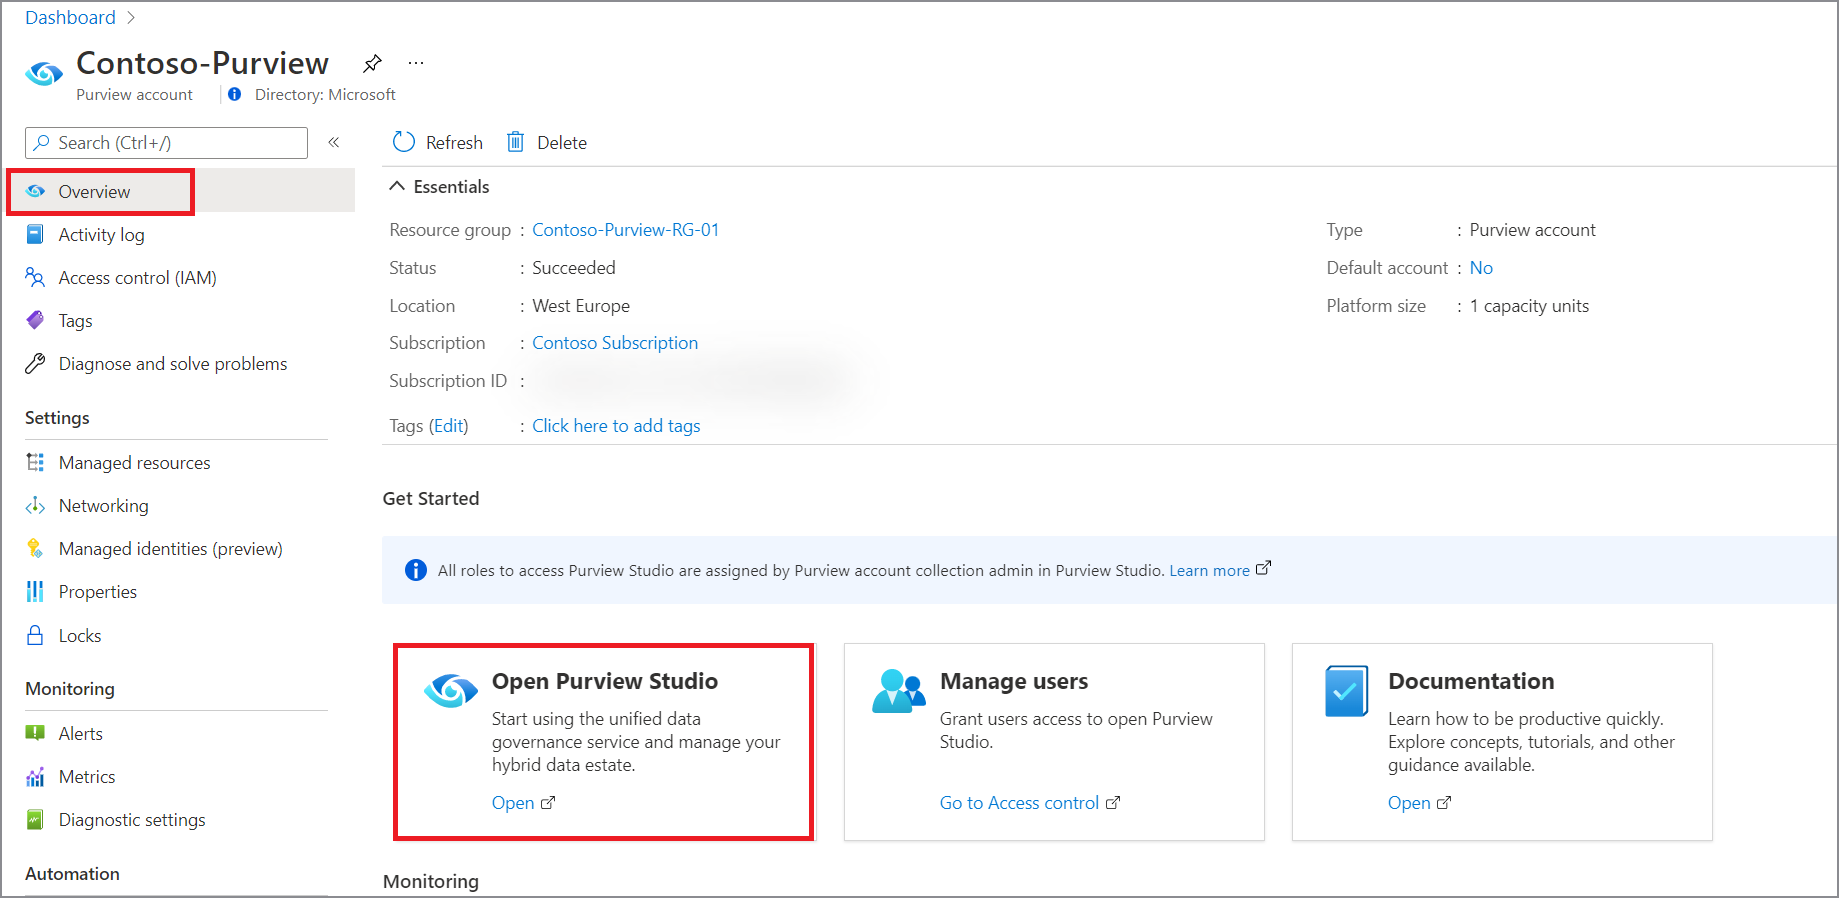 Dashboard
Contoso-Purview
Purview account
Directory: Microsoft
Search (Ctrl+/)
Overview
Activity log
Access control (IAM)
Tags
Diagnose and solve problems
Settings
Managed resources
Networking
Managed identities (preview)
Properties
Locks
Monitoring
Alerts
Metrics
Diagnostic settings
Automation
Refresh
Delete
Essentials
Resource group : Contoso-Purview-RG-01
Status : Succeeded
Location : West Europe
Subscription : Contoso Subscription
Subscription ID :
Tags (Edit) : Click here to add tags
Type : Purview account
Default account : No
Platform size : 1 capacity units
Get Started
All roles to access Purview Studio are assigned by Purview account collection admin in Purview Studio. Learn more
Open Purview Studio
Start using the unified data
governance service and manage your
hybrid data estate.
Open
Manage users
Grant users access to open Purview
Studio.
Go to Access control
Documentation
Learn how to be productive quickly.
Explore concepts, tutorials, and other
guidance available.
Open
Monitoring